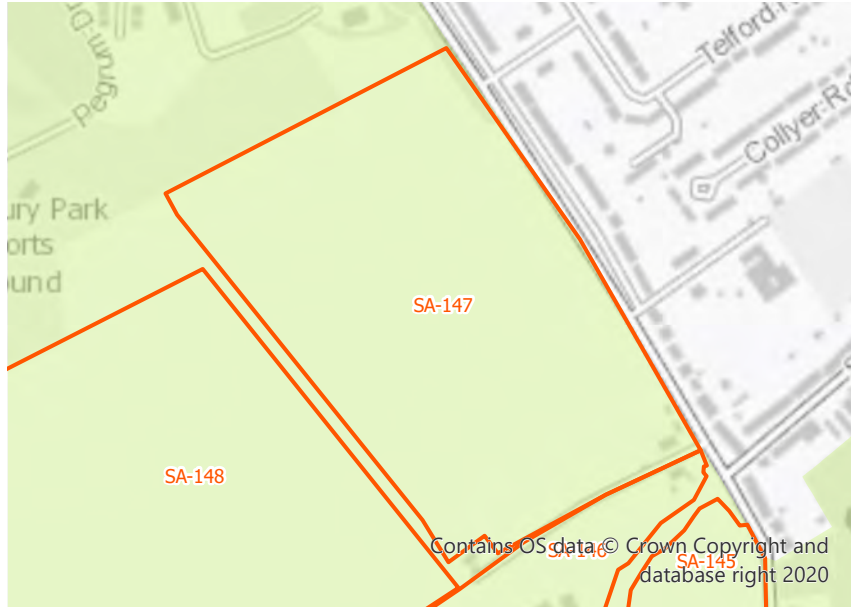 Telford
Pegrum-D
Collyer-Rd
ury Park
orts
und
SA-147
SA-148
SA-146
SA-145
Contains OS data © Crown Copyright and
database right 2020